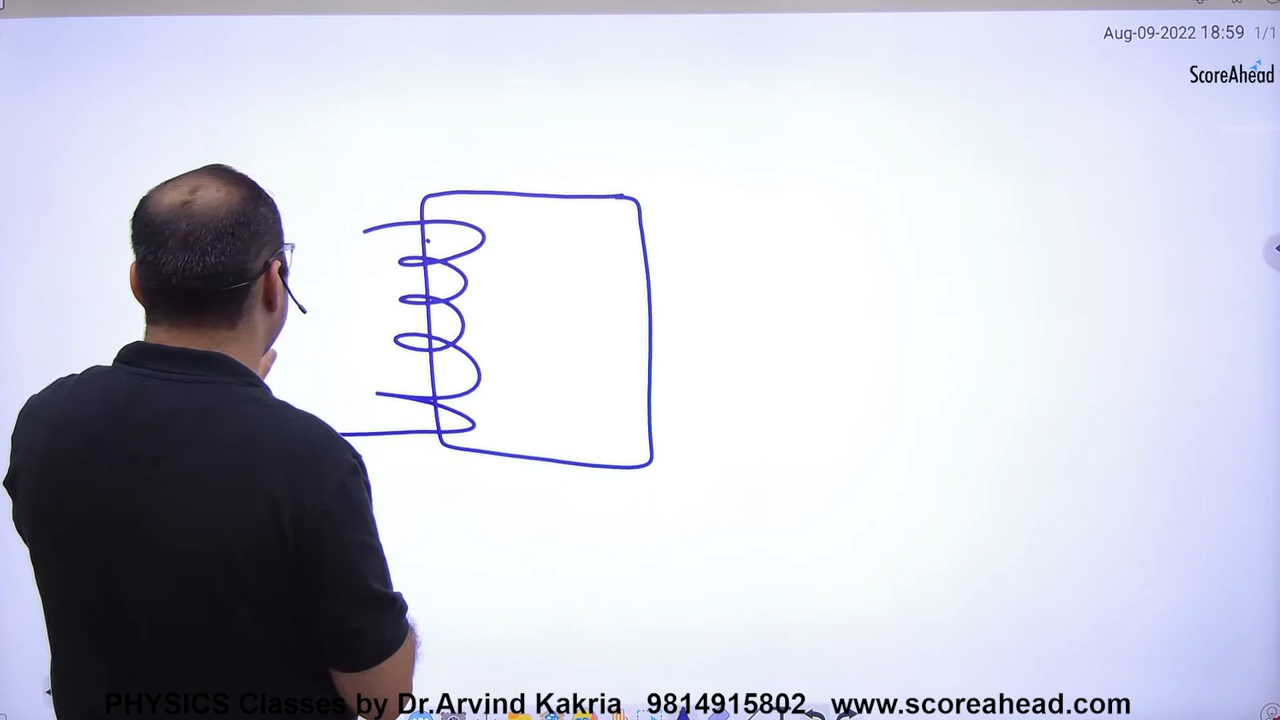 Aug-09-2022 18:59 1/1
ScoreAhead
PHYSICS Classes by Dr.Arvind Kakria 9814915802 www.scoreahead.com